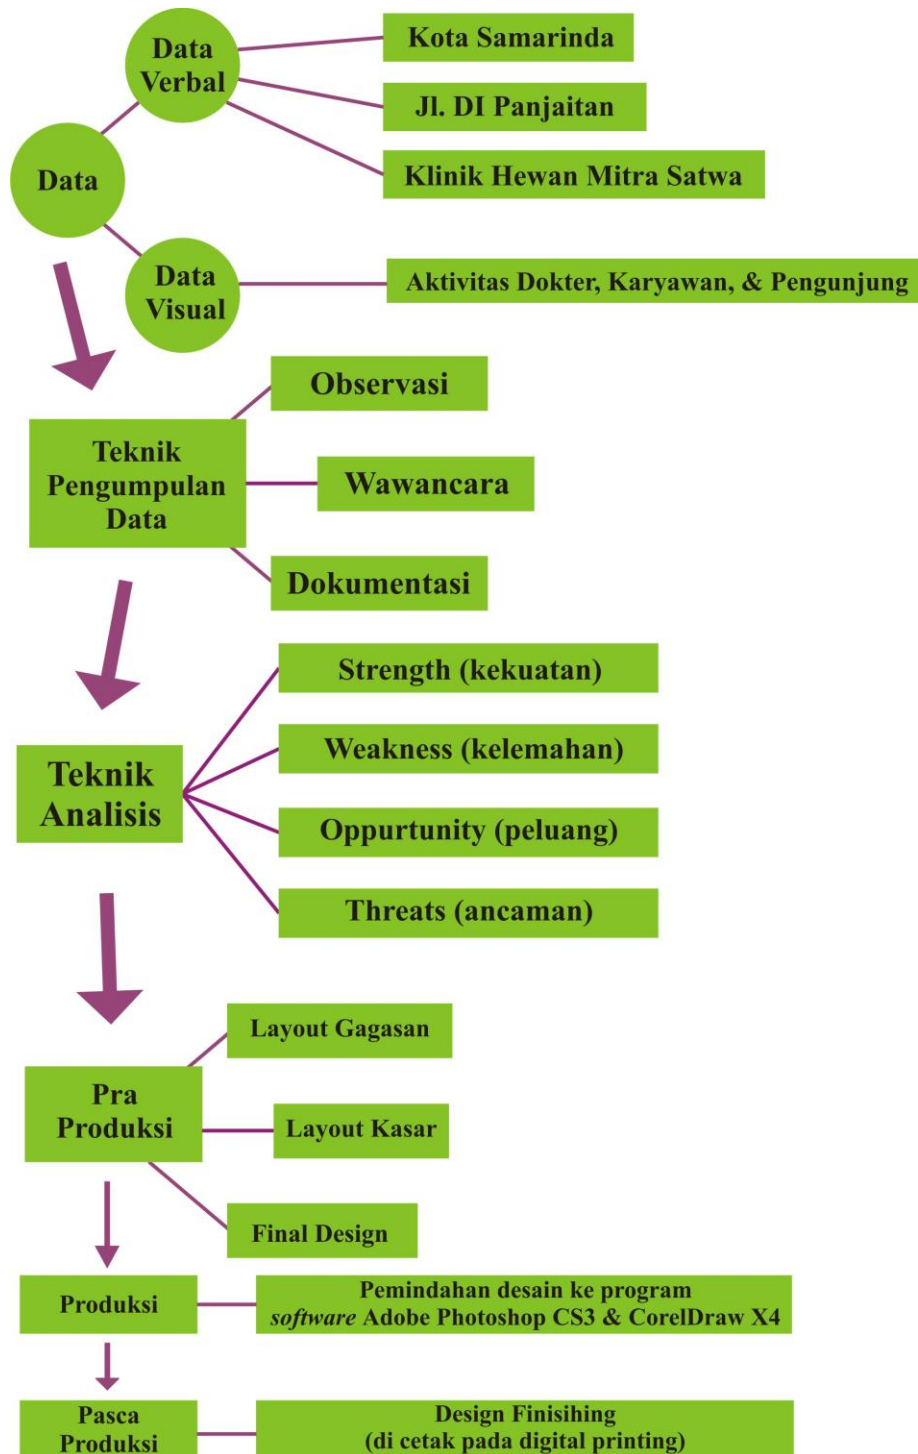 Data
Verbal
Kota Samarinda
Jl. DI Panjaitan
Klinik Hewan Mitra Satwa
Data
Data
Visual
Aktivitas Dokter, Karyawan, & Pengunjung
Teknik
Pengumpulan
Data
Observasi
Wawancara
Dokumentasi
Teknik
Analisis
Strength (kekuatan)
Weakness (kelemahan)
Oppurtunity (peluang)
Threats (ancaman)
Pra
Produksi
Layout Gagasan
Layout Kasar
Final Design
Produksi
Pemindahan desain ke program
software Adobe Photoshop CS3 & CorelDraw X4
Pasca
Produksi
Design Finisihing
(di cetak pada digital printing)